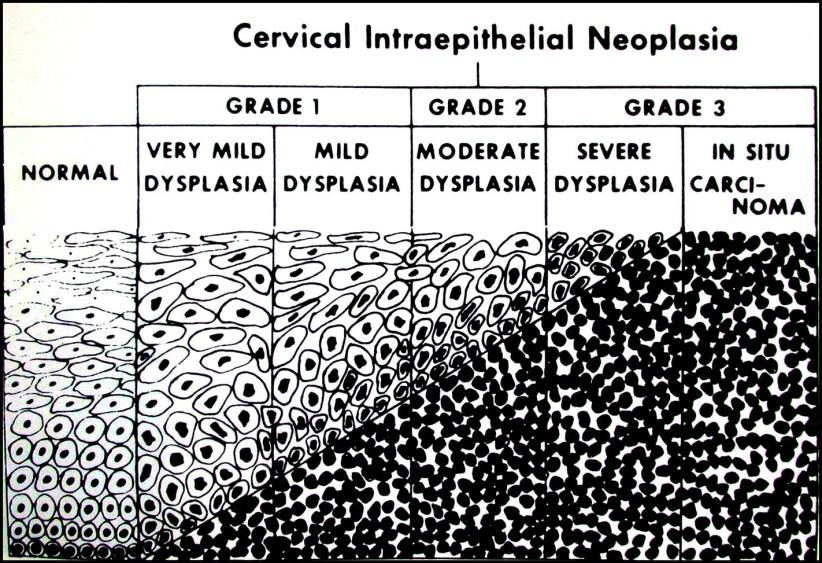 Cervical Intraepithelial Neoplasia
GRADE 1
GRADE 2
GRADE 3
NORMAL
VERY MILD
DYSPLASIA
MILD
DYSPLASIA
MODERATE
DYSPLASIA
SEVERE
DYSPLASIA
IN SITU
CARCI-
NOMA